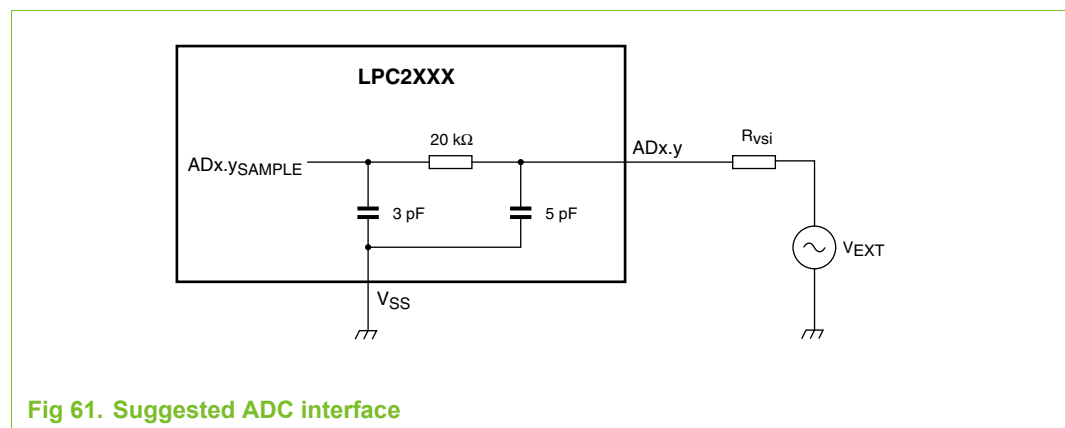 LPC2XXX
20 kΩ
Rvsi
ADx.y
ADx.ySAMPLE
3 pF
5 pF
VEXT
VSS
Fig 61. Suggested ADC interface